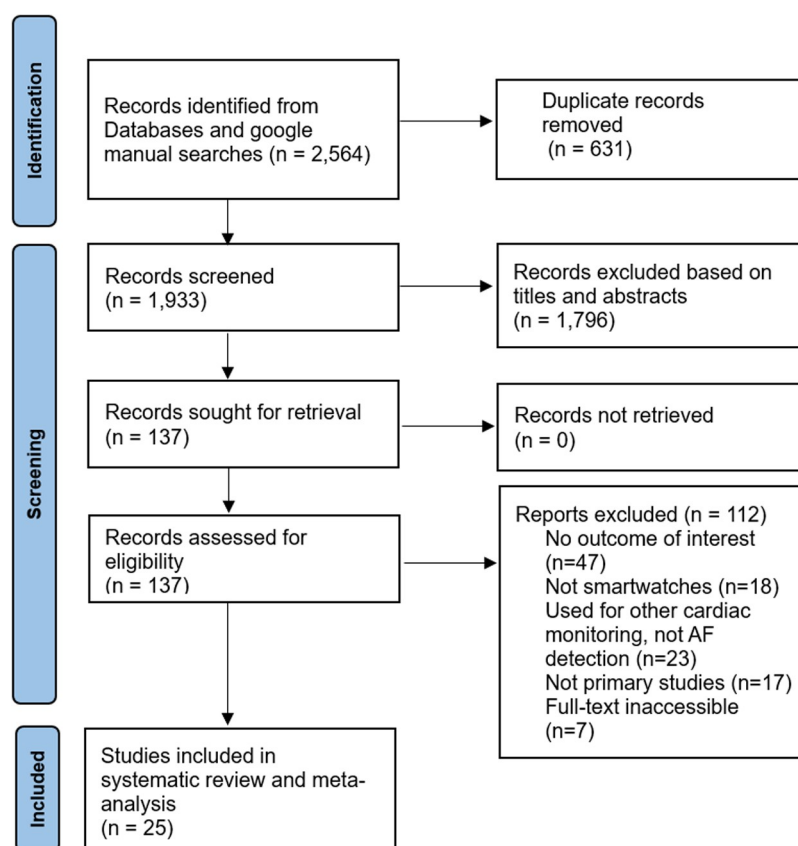 Identification
Records identified from
Databases and google
manual searches (n = 2,564)
Duplicate records
removed
(n = 631)
Screening
Records screened
(n = 1,933)
Records excluded based on
titles and abstracts
(n = 1,796)
Records sought for retrieval
(n = 137)
Records not retrieved
(n = 0)
Records assessed for
eligibility
(n = 137)
Reports excluded (n = 112)
No outcome of interest
(n=47)
Not smartwatches (n=18)
Used for other cardiac
monitoring, not AF
detection (n=23)
Not primary studies (n=17)
Full-text inaccessible
(n=7)
Included
Studies included in
systematic review and meta-
analysis
(n = 25)